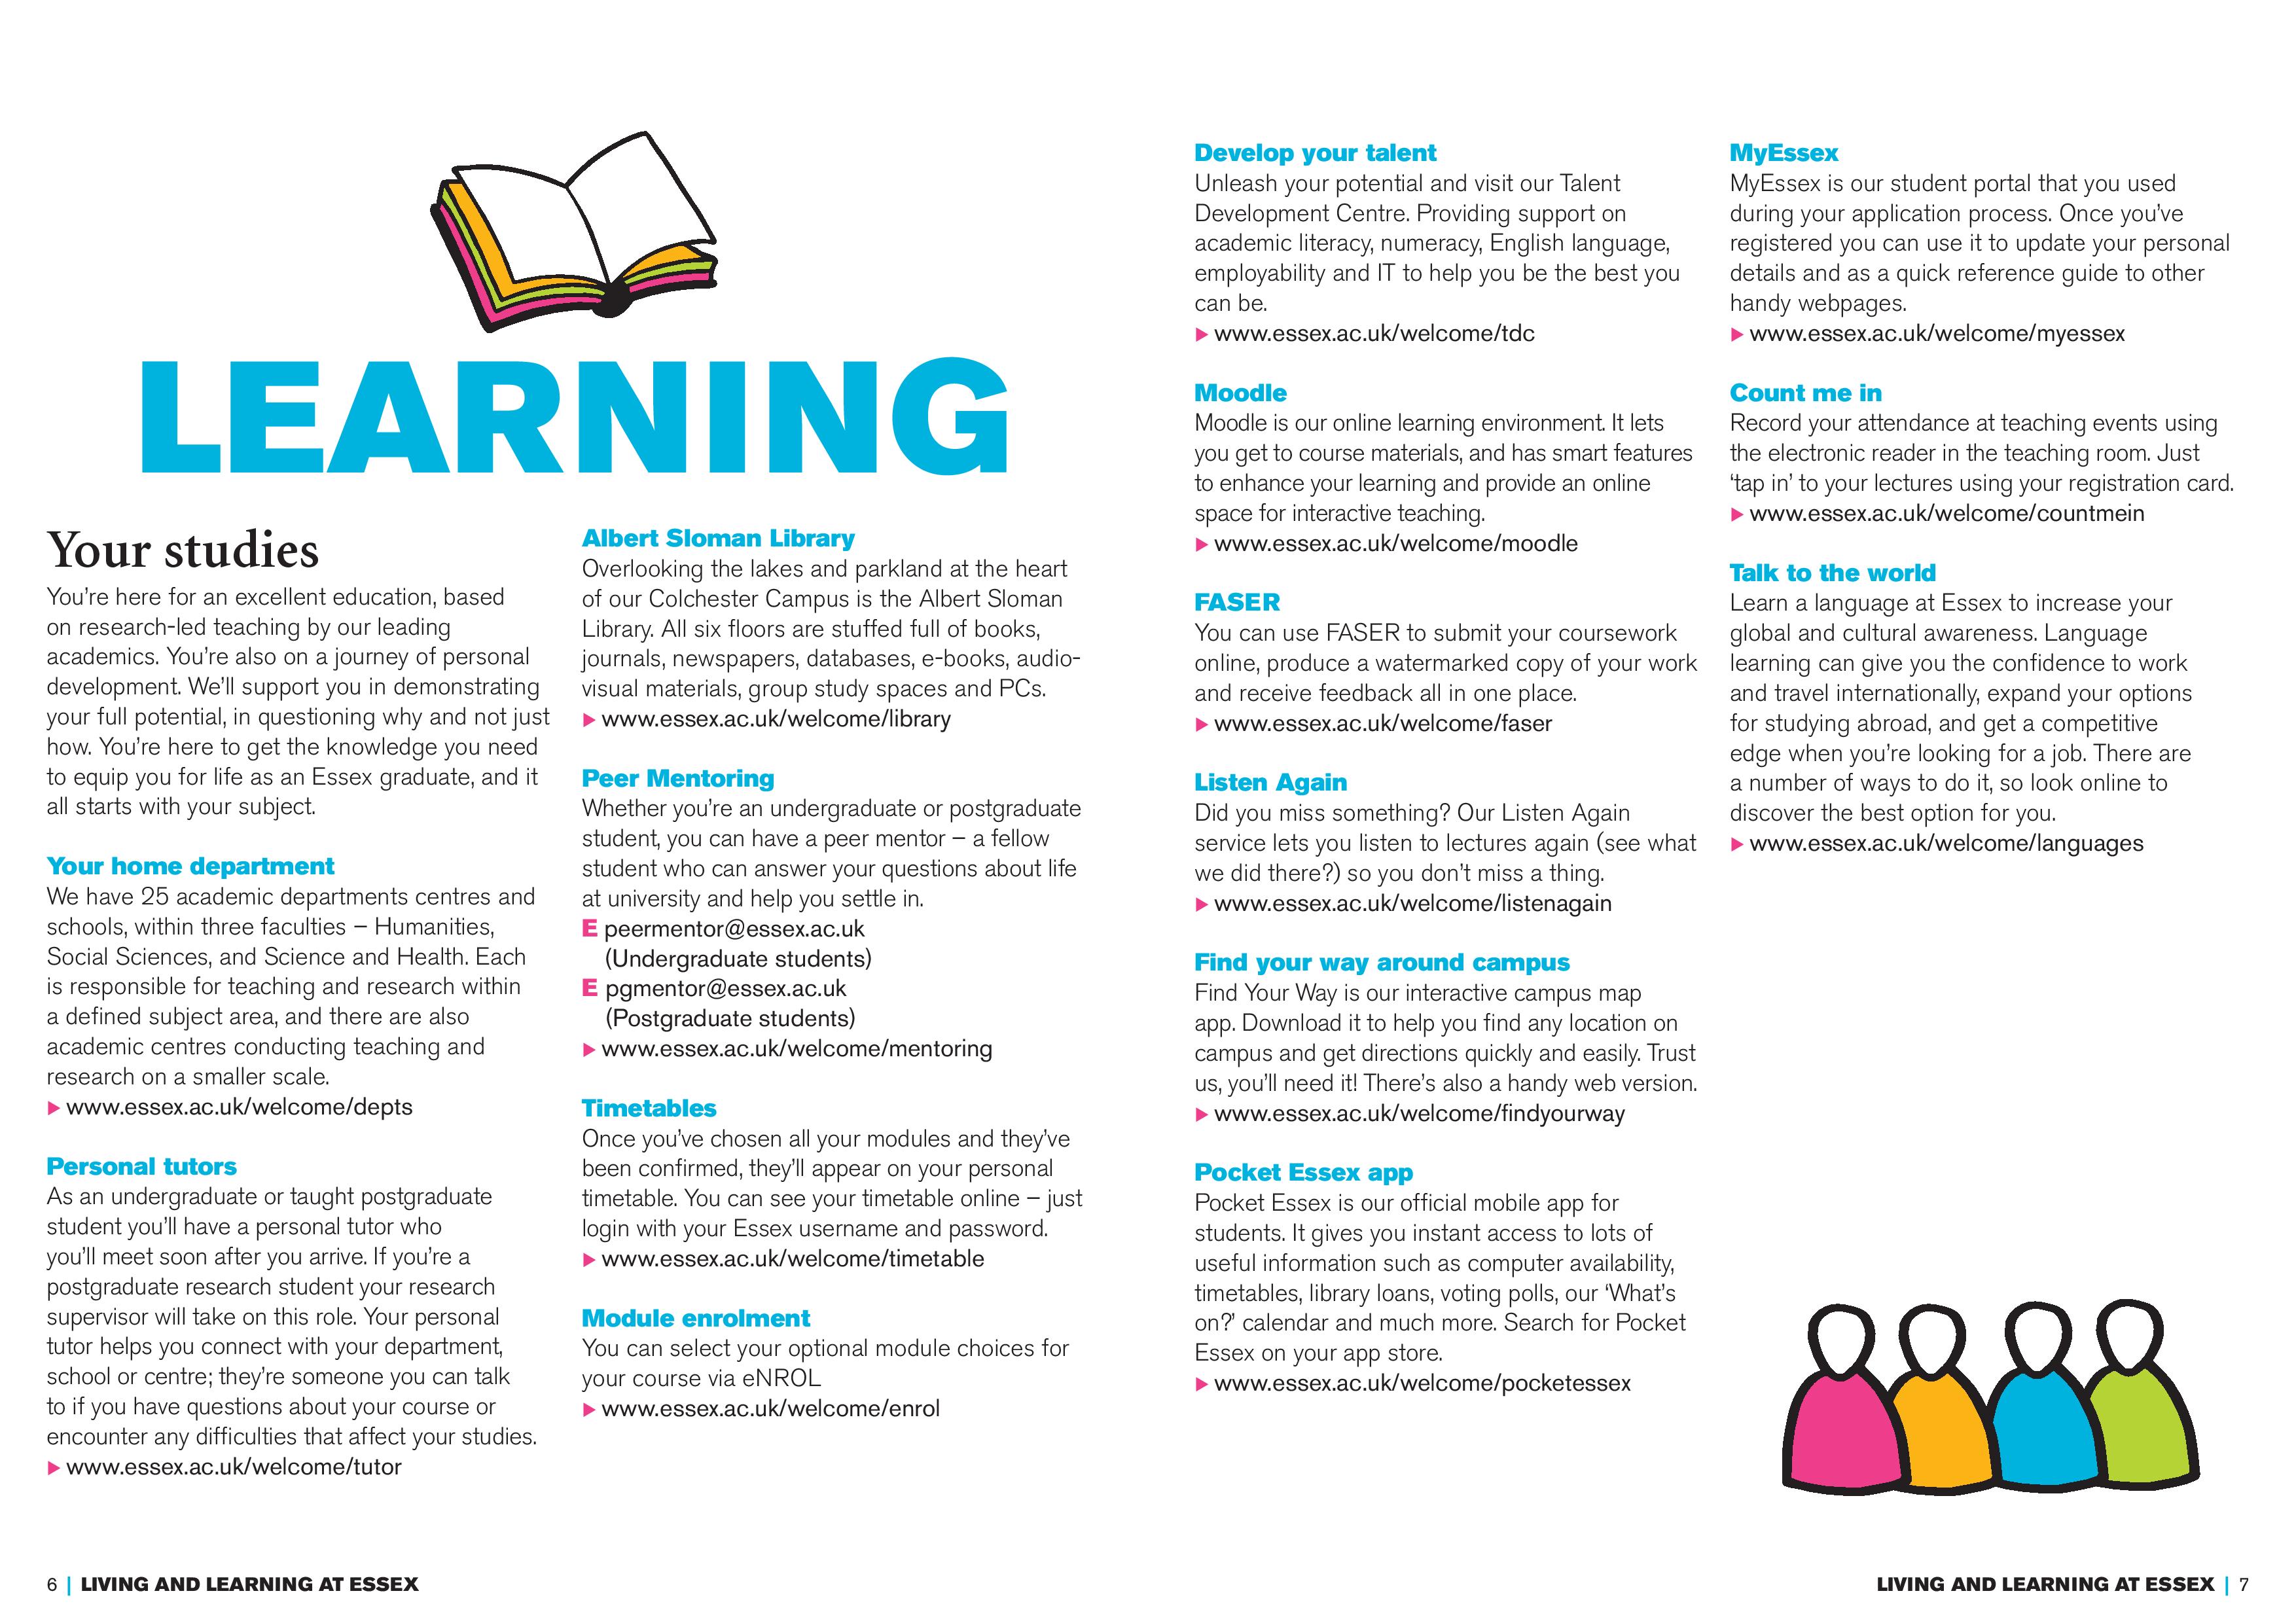 LEARNING
Your studies
You're here for an excellent education, based
on research-led teaching by our leading
academics. You're also on a journey of personal
development. We'll support you in demonstrating
your full potential, in questioning why and not just
how. You're here to get the knowledge you need
to equip you for life as an Essex graduate, and it
all starts with your subject.
Your home department
We have 25 academic departments centres and
schools, within three faculties – Humanities,
Social Sciences, and Science and Health. Each
is responsible for teaching and research within
a defined subject area, and there are also
academic centres conducting teaching and
research on a smaller scale.
▶ www.essex.ac.uk/welcome/depts
Personal tutors
As an undergraduate or taught postgraduate
student you'll have a personal tutor who
you'll meet soon after you arrive. If you're a
postgraduate research student your research
supervisor will take on this role. Your personal
tutor helps you connect with your department,
school or centre; they're someone you can talk
to if you have questions about your course or
encounter any difficulties that affect your studies.
▶ www.essex.ac.uk/welcome/tutor
Albert Sloman Library
Overlooking the lakes and parkland at the heart
of our Colchester Campus is the Albert Sloman
Library. All six floors are stuffed full of books,
journals, newspapers, databases, e-books, audio-
visual materials, group study spaces and PCs.
▶ www.essex.ac.uk/welcome/library
Peer Mentoring
Whether you're an undergraduate or postgraduate
student, you can have a peer mentor – a fellow
student who can answer your questions about life
at university and help you settle in.
E peermentor@essex.ac.uk
(Undergraduate students)
E pgmentor@essex.ac.uk
(Postgraduate students)
▶ www.essex.ac.uk/welcome/mentoring
Timetables
Once you've chosen all your modules and they've
been confirmed, they'll appear on your personal
timetable. You can see your timetable online – just
login with your Essex username and password.
▶ www.essex.ac.uk/welcome/timetable
Module enrolment
You can select your optional module choices for
your course via eNROL
▶ www.essex.ac.uk/welcome/enrol
6 | LIVING AND LEARNING AT ESSEX
Develop your talent
Unleash your potential and visit our Talent
Development Centre. Providing support on
academic literacy, numeracy, English language,
employability and IT to help you be the best you
can be.
▶ www.essex.ac.uk/welcome/tdc
Moodle
Moodle is our online learning environment. It lets
you get to course materials, and has smart features
to enhance your learning and provide an online
space for interactive teaching.
▶ www.essex.ac.uk/welcome/moodle
FASER
You can use FASER to submit your coursework
online, produce a watermarked copy of your work
and receive feedback all in one place.
▶ www.essex.ac.uk/welcome/faser
Listen Again
Did you miss something? Our Listen Again
service lets you listen to lectures again (see what
we did there?) so you don't miss a thing.
▶ www.essex.ac.uk/welcome/listenagain
Find your way around campus
Find Your Way is our interactive campus map
app. Download it to help you find any location on
campus and get directions quickly and easily. Trust
us, you'll need it! There's also a handy web version.
▶ www.essex.ac.uk/welcome/findyourway
Pocket Essex app
Pocket Essex is our official mobile app for
students. It gives you instant access to lots of
useful information such as computer availability,
timetables, library loans, voting polls, our 'What's
on?' calendar and much more. Search for Pocket
Essex on your app store.
▶ www.essex.ac.uk/welcome/pocketessex
MyEssex
MyEssex is our student portal that you used
during your application process. Once you've
registered you can use it to update your personal
details and as a quick reference guide to other
handy webpages.
▶ www.essex.ac.uk/welcome/myessex
Count me in
Record your attendance at teaching events using
the electronic reader in the teaching room. Just
'tap in' to your lectures using your registration card.
▶ www.essex.ac.uk/welcome/countmein
Talk to the world
Learn a language at Essex to increase your
global and cultural awareness. Language
learning can give you the confidence to work
and travel internationally, expand your options
for studying abroad, and get a competitive
edge when you're looking for a job. There are
a number of ways to do it, so look online to
discover the best option for you.
▶ www.essex.ac.uk/welcome/languages
LIVING AND LEARNING AT ESSEX | 7